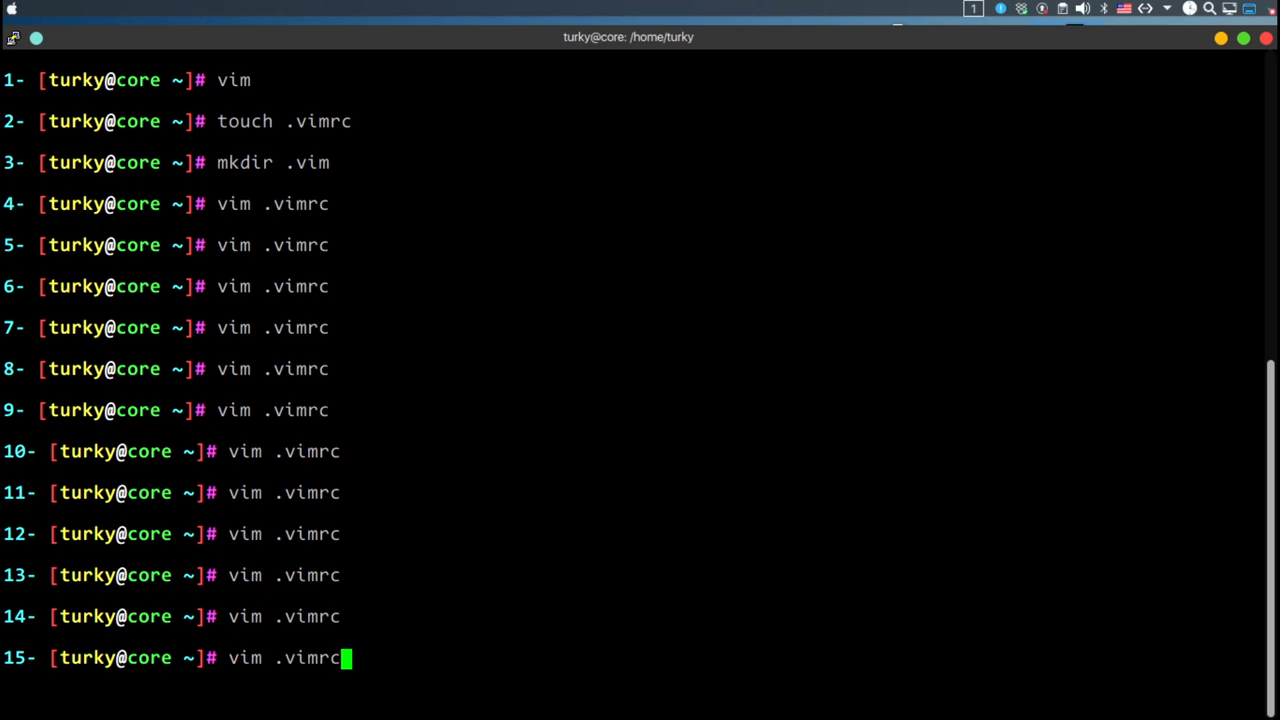 1
turky@core: /home/turky
1- [turky@core ~]# vim
2- [turky@core ~]# touch .vimrc
3- [turky@core ~]# mkdir .vim
4- [turky@core ~]# vim .vimrc
5- [turky@core ~]# vim .vimrc
6- [turky@core ~]# vim .vimrc
7- [turky@core ~]# vim .vimrc
8- [turky@core ~]# vim .vimrc
9- [turky@core ~]# vim .vimrc
10- [turky@core ~]# vim .vimrc
11- [turky@core ~]# vim .vimrc
12- [turky@core ~]# vim .vimrc
13- [turky@core ~]# vim .vimrc
14- [turky@core ~]# vim .vimrc
15- [turky@core ~]# vim .vimrc